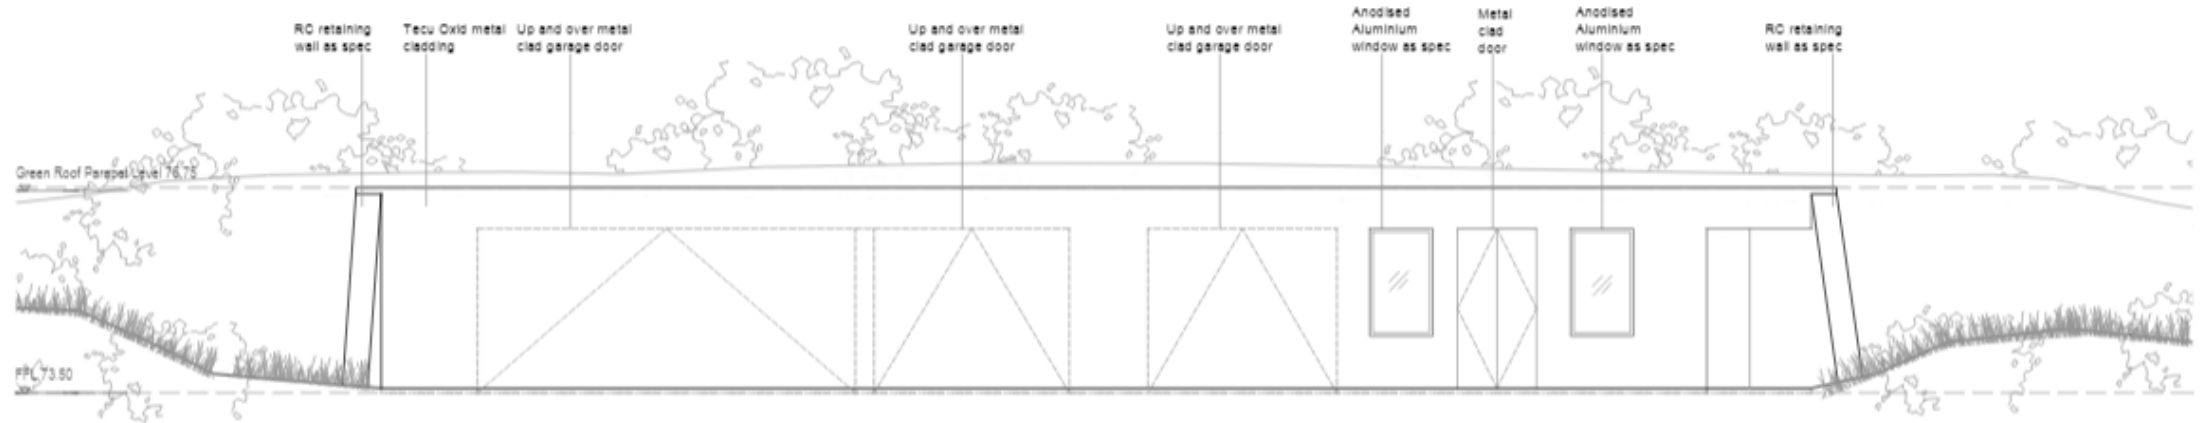 RC retaining
wall as spec
Tecu Oxid metal
cladding
Up and over metal
clad garage door
Up and over metal
clad garage door
Up and over metal
clad garage door
Anodised
Aluminium
window as spec
Metal
clad
door
Anodised
Aluminium
window as spec
RC retaining
wall as spec
Green Roof Parapet Level 76.75
FFL 73.50